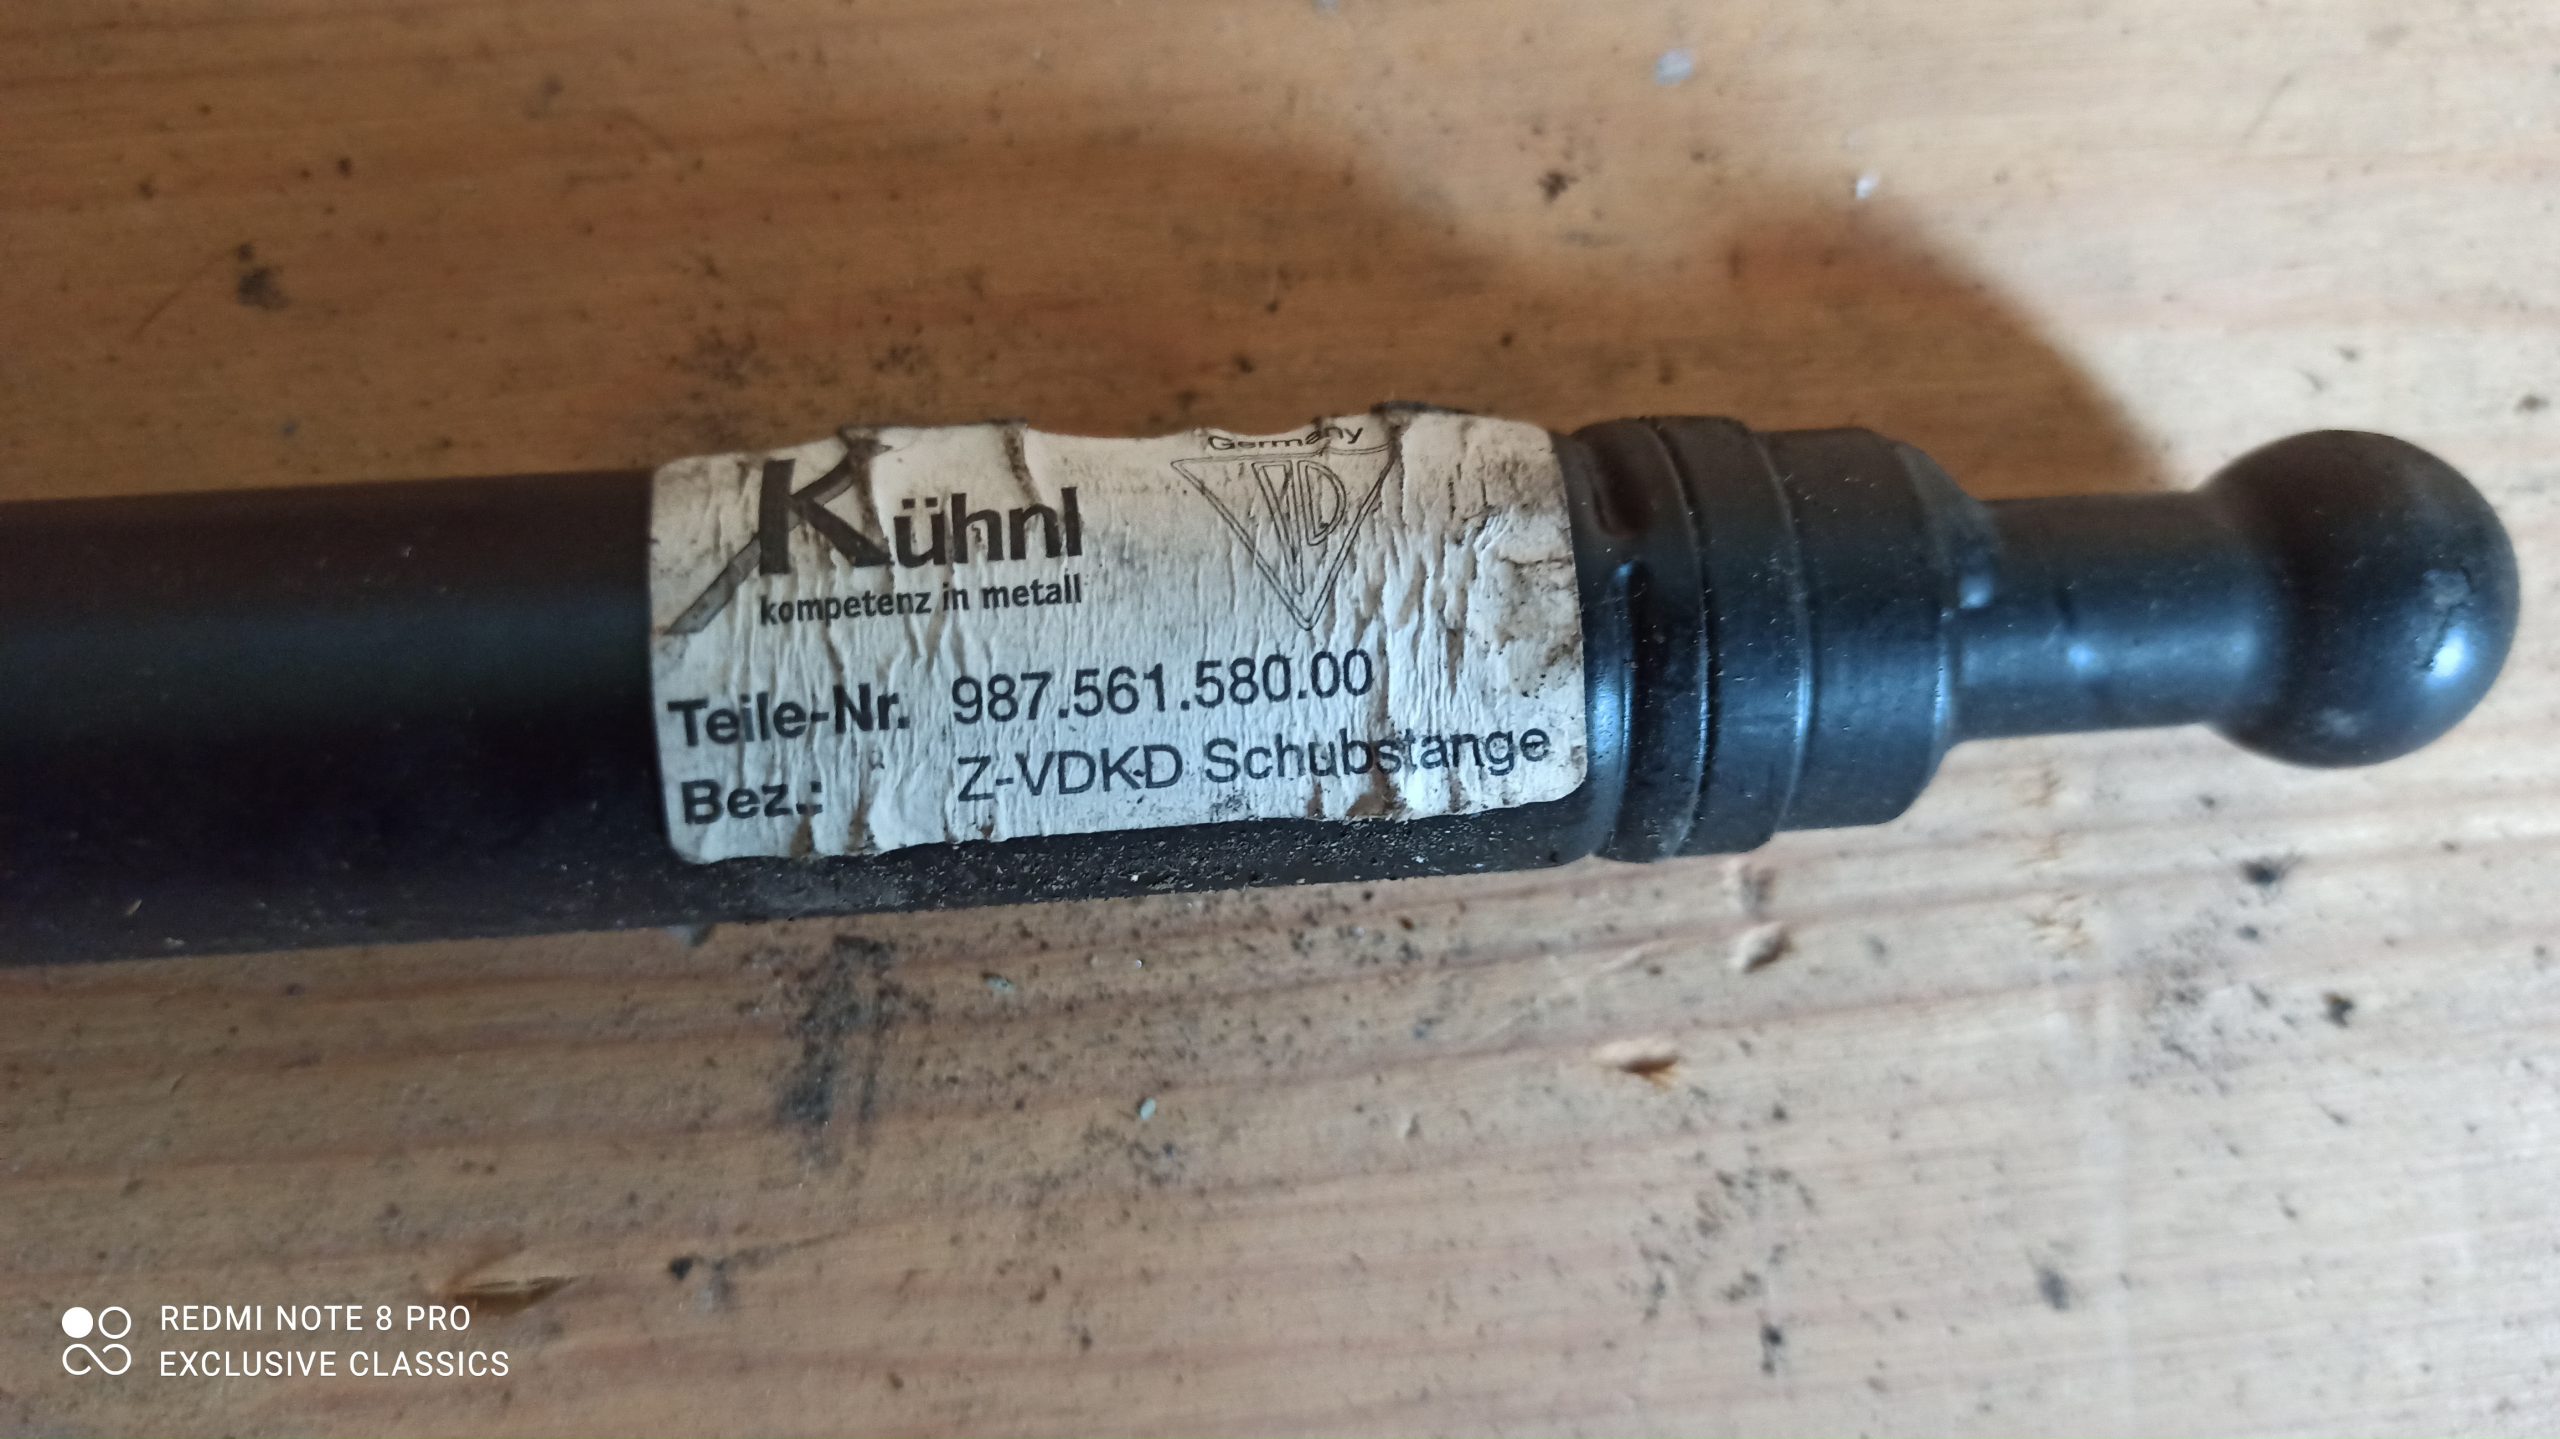 Kühnl
kompetenz in metall
Germany
Teile-Nr. 987.561.580.00
Bez.: Z-VDK-D Schubstange
REDMI NOTE 8 PRO
EXCLUSIVE CLASSICS